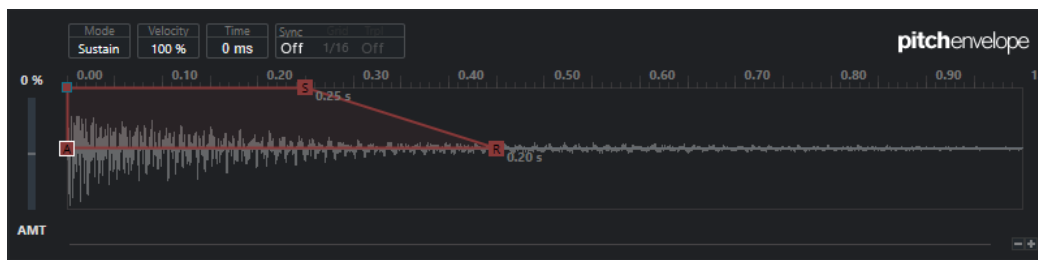 Mode Velocity Time Sync Grid Tripl
Sustain 100 % 0 ms Off 1/16 Off
pitchenvelope
0 % 0.00 0.10 0.20 0.30 0.40 0.50 0.60 0.70 0.80 0.90 1
S
0.25 s
A R
0.20 s
AMT